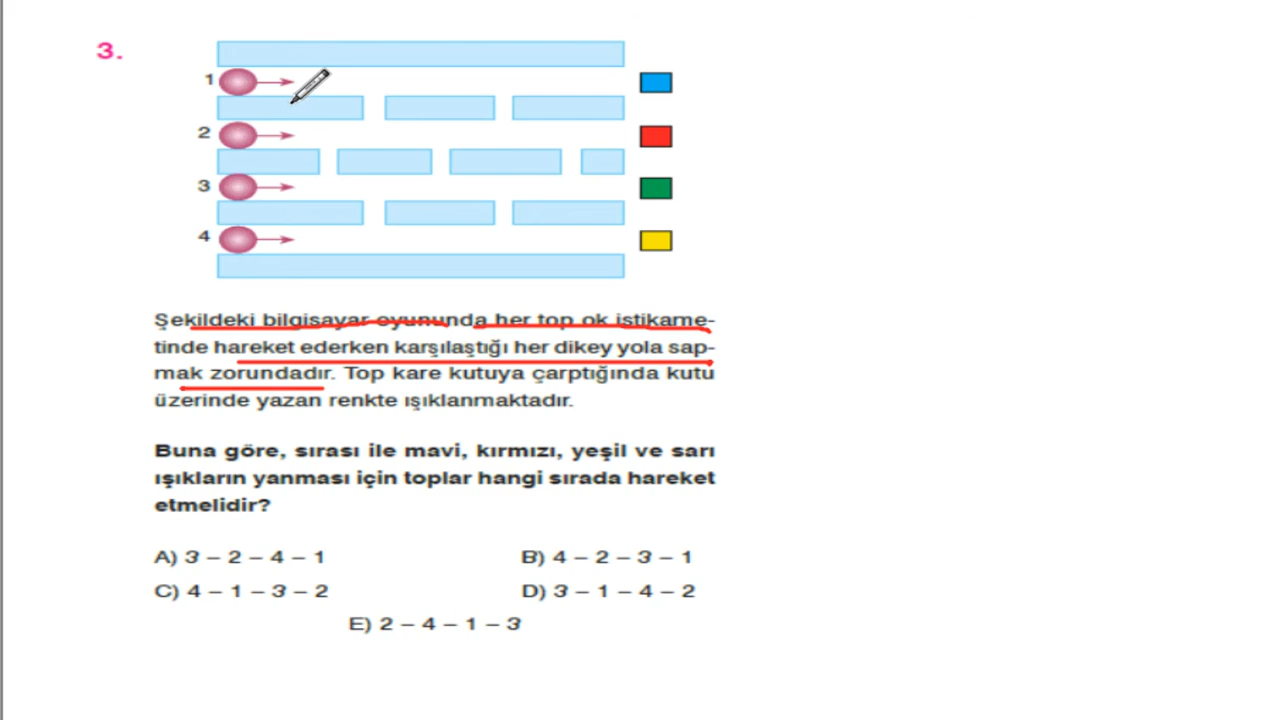 3.
1
2
3
4
Şekildeki bilgisayar oyununda her top ok istikame-
tinde hareket ederken karşılaştığı her dikey yola sap-
mak zorundadır. Top kare kutuya çarptığında kutu
üzerinde yazan renkte ışıklanmaktadır.
Buna göre, sırası ile mavi, kırmızı, yeşil ve sarı
ışıkların yanması için toplar hangi sırada hareket
etmelidir?
A) 3 – 2 – 4 – 1
B) 4 – 2 – 3 – 1
C) 4 – 1 – 3 – 2
D) 3 – 1 – 4 – 2
E) 2 – 4 – 1 – 3